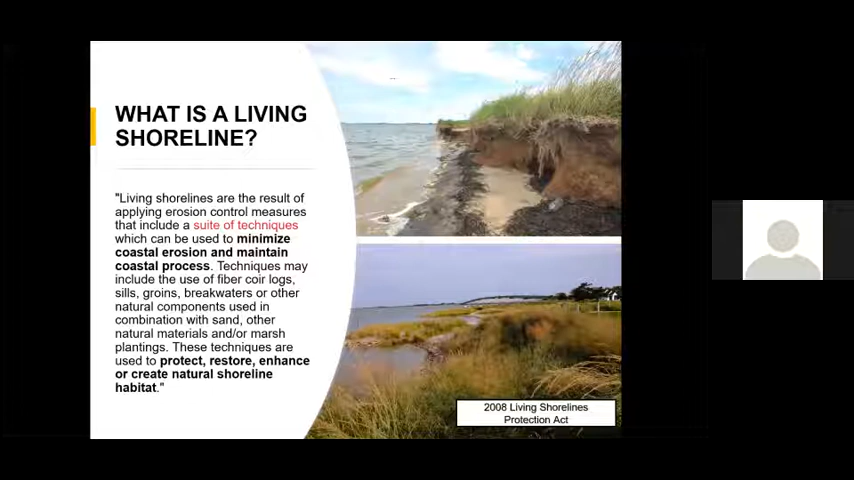 WHAT IS A LIVING
SHORELINE?
"Living shorelines are the result of
applying erosion control measures
that include a suite of techniques
which can be used to minimize
coastal erosion and maintain
coastal process. Techniques may
include the use of fiber coir logs,
sills, groins, breakwaters or other
natural components used in
combination with sand, other
natural materials and/or marsh
plantings. These techniques are
used to protect, restore, enhance
or create natural shoreline
habitat."
2008 Living Shorelines
Protection Act